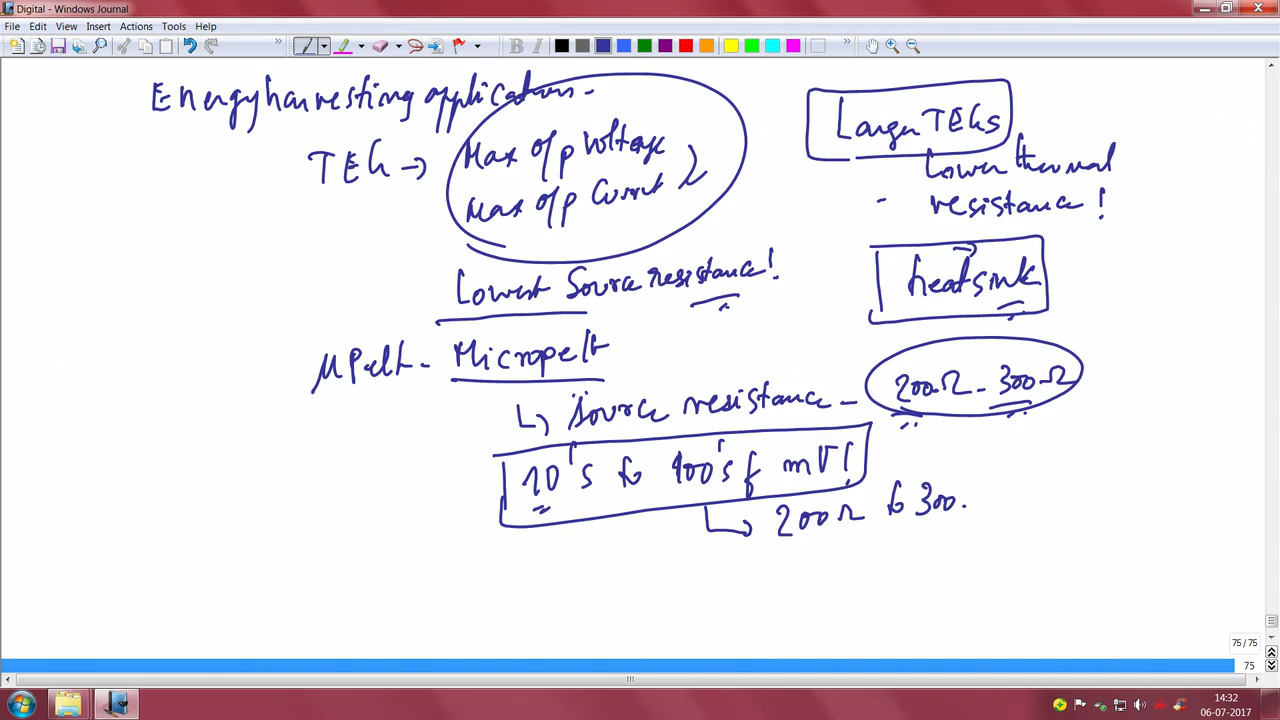 Digital - Windows Journal
File Edit View Insert Actions Tools Help
Energy harvesting applications -
TEG → Max o/p Voltage
Max o/p Current
Lowest Source resistance!
μPelt - Micropelt
↳ source resistance - 200Ω - 300Ω
10's to 100's of mV!
↳ 200Ω to 300.
Larger TEGs
- Lower thermal
resistance!
heatsink
75/75
75
14:32
06-07-2017